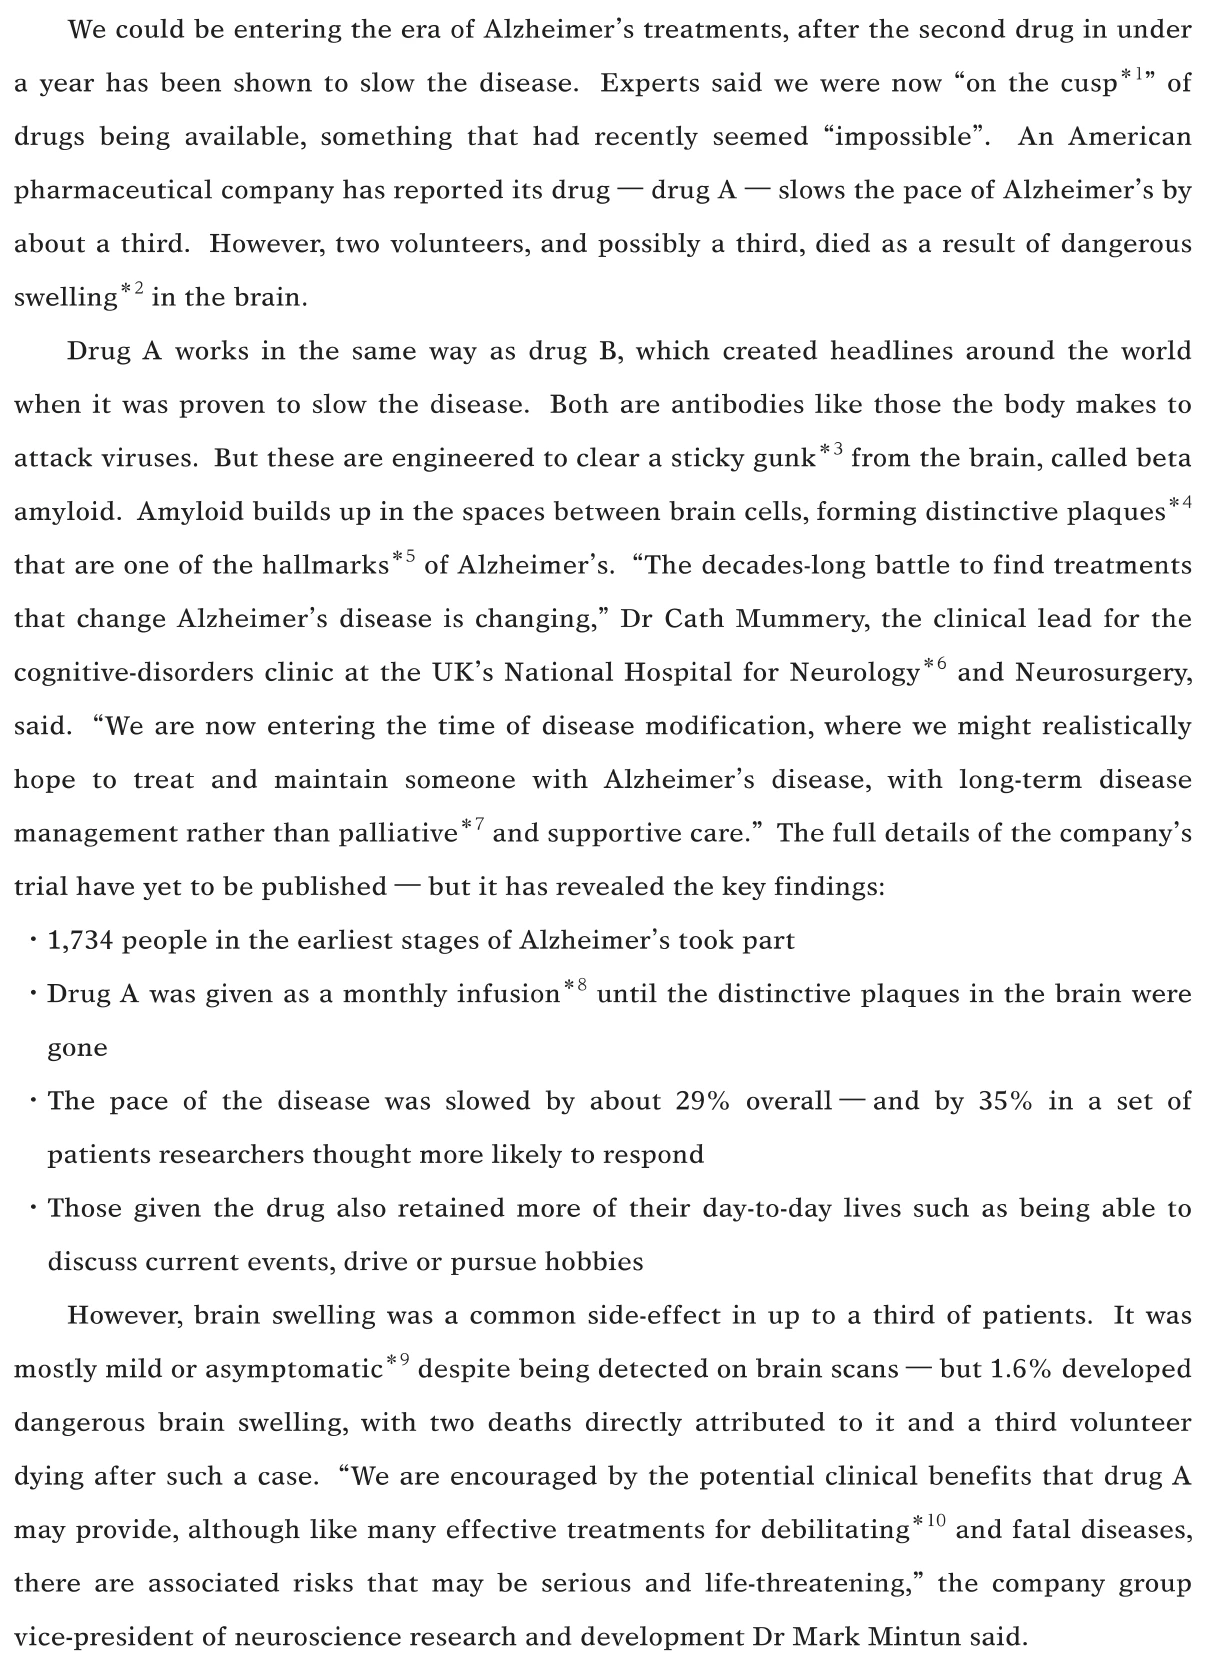 We could be entering the era of Alzheimer’s treatments, after the second drug in under
a year has been shown to slow the disease. Experts said we were now “on the cusp*1” of
drugs being available, something that had recently seemed “impossible”. An American
pharmaceutical company has reported its drug — drug A — slows the pace of Alzheimer’s by
about a third. However, two volunteers, and possibly a third, died as a result of dangerous
swelling*2 in the brain.
Drug A works in the same way as drug B, which created headlines around the world
when it was proven to slow the disease. Both are antibodies like those the body makes to
attack viruses. But these are engineered to clear a sticky gunk*3 from the brain, called beta
amyloid. Amyloid builds up in the spaces between brain cells, forming distinctive plaques*4
that are one of the hallmarks*5 of Alzheimer’s. “The decades-long battle to find treatments
that change Alzheimer’s disease is changing,” Dr Cath Mummery, the clinical lead for the
cognitive-disorders clinic at the UK’s National Hospital for Neurology*6 and Neurosurgery,
said. “We are now entering the time of disease modification, where we might realistically
hope to treat and maintain someone with Alzheimer’s disease, with long-term disease
management rather than palliative*7 and supportive care.” The full details of the company’s
trial have yet to be published — but it has revealed the key findings:
・1,734 people in the earliest stages of Alzheimer’s took part
・Drug A was given as a monthly infusion*8 until the distinctive plaques in the brain were
gone
・The pace of the disease was slowed by about 29% overall — and by 35% in a set of
patients researchers thought more likely to respond
・Those given the drug also retained more of their day-to-day lives such as being able to
discuss current events, drive or pursue hobbies
However, brain swelling was a common side-effect in up to a third of patients. It was
mostly mild or asymptomatic*9 despite being detected on brain scans — but 1.6% developed
dangerous brain swelling, with two deaths directly attributed to it and a third volunteer
dying after such a case. “We are encouraged by the potential clinical benefits that drug A
may provide, although like many effective treatments for debilitating*10 and fatal diseases,
there are associated risks that may be serious and life-threatening,” the company group
vice-president of neuroscience research and development Dr Mark Mintun said.